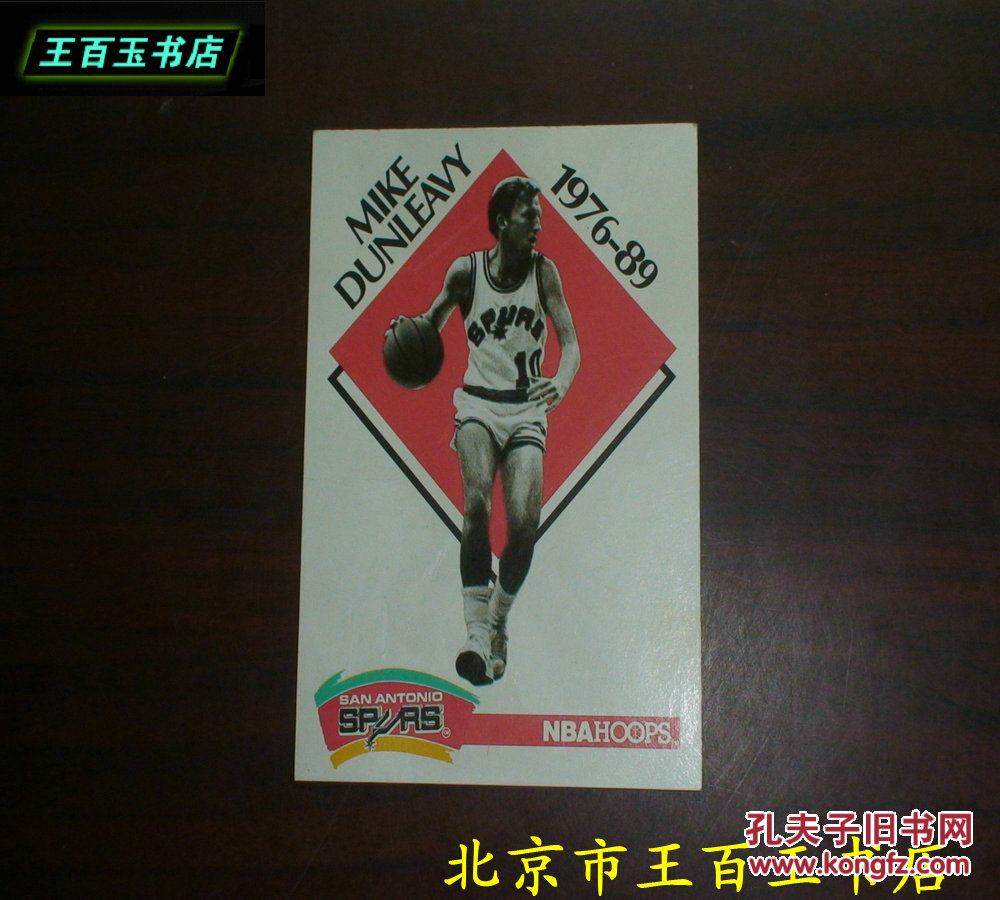 王百玉书店
MIKE
DUNLEAVY
1976-89
SPURS
10
SAN ANTONIO
SPURS
NBAHOOPS
孔夫子旧书网
www.kongfz.com
北京市王百玉书店